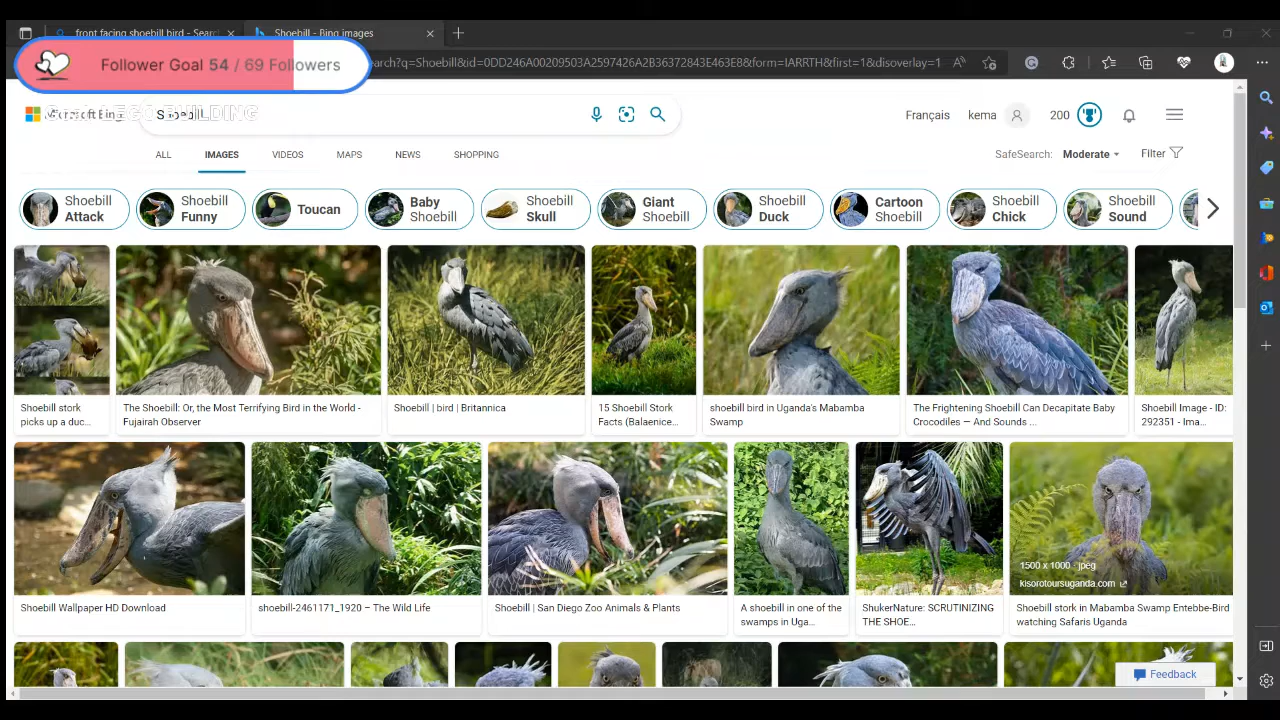 front facing shoebill bird - Sear
Shoebill - Bing images
Follower Goal 54 / 69 Followers
earch?q=Shoebill&id=0DD246A00209503A2597426A2B36372843E463E8&form=IARRTH&first=1&disoverlay=1
LEGO BUILDING
Français kema 200
ALL IMAGES VIDEOS MAPS NEWS SHOPPING
SafeSearch: Moderate Filter
Shoebill Attack
Shoebill Funny
Toucan
Baby Shoebill
Shoebill Skull
Giant Shoebill
Shoebill Duck
Cartoon Shoebill
Shoebill Chick
Shoebill Sound
Shoebill stork
picks up a duc...
The Shoebill: Or, the Most Terrifying Bird in the World -
Fujairah Observer
Shoebill | bird | Britannica
15 Shoebill Stork
Facts (Balaenice...
shoebill bird in Uganda's Mabamba
Swamp
The Frightening Shoebill Can Decapitate Baby
Crocodiles — And Sounds ...
Shoebill Image - ID:
292351 - Ima...
1500 x 1000 · jpeg
kisorotoursuganda.com
Shoebill Wallpaper HD Download
shoebill-2461171_1920 – The Wild Life
Shoebill | San Diego Zoo Animals & Plants
A shoebill in one of the
swamps in Uga...
ShukerNature: SCRUTINIZING
THE SHOE...
Shoebill stork in Mabamba Swamp Entebbe-Bird
watching Safaris Uganda
Feedback